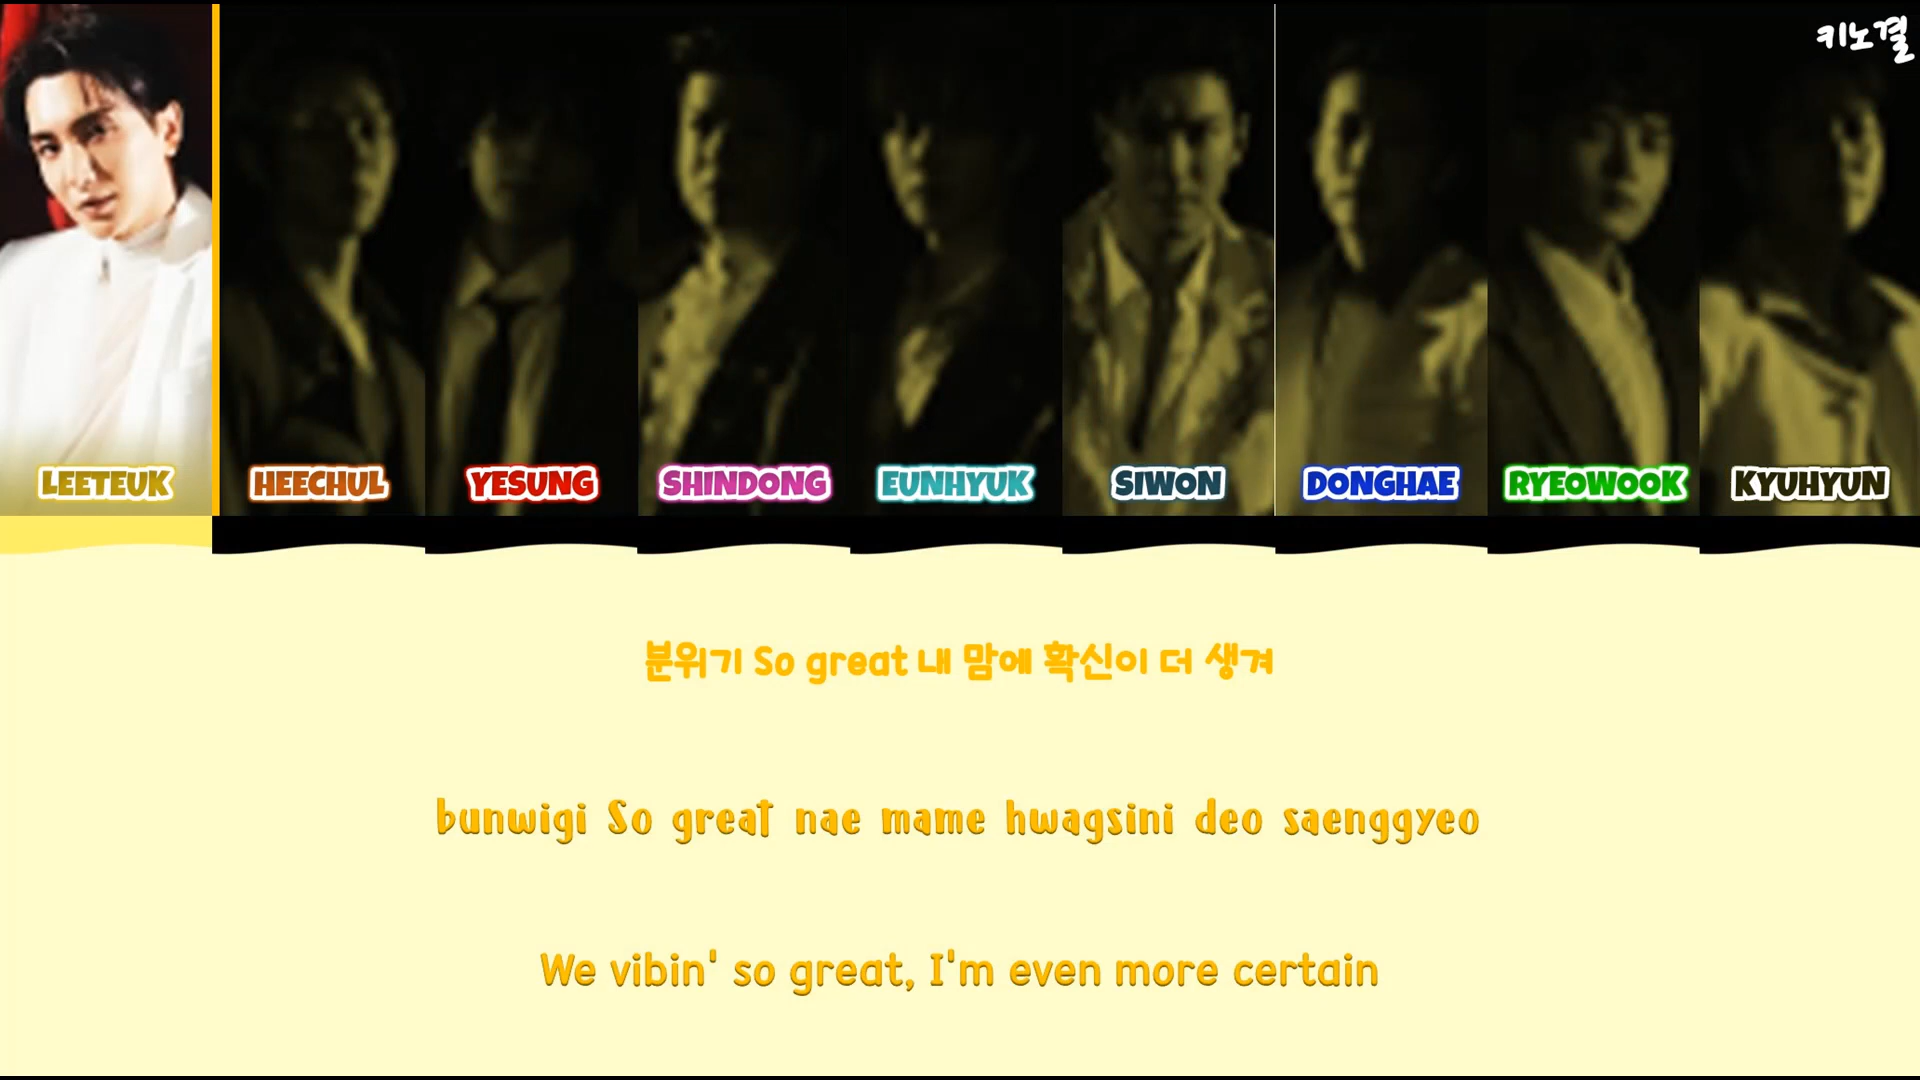 키노결
LEETEUK HEECHUL YESUNG SHINDONG EUNHYUK SIWON DONGHAE RYEOWOOK KYUHYUN
분위기 So great 내 맘에 확신이 더 생겨
bunwigi So great nae mame hwagsini deo saenggyeo
We vibin' so great, I'm even more certain